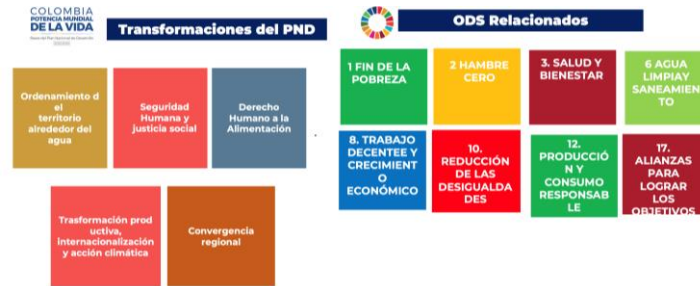 COLOMBIA
POTENCIA MUNDIAL
DE LA VIDA
Transformaciones del PND
Ordenamiento d
el
territorio
alrededor del
agua
Seguridad
Humana y
justicia social
Derecho
Humano a la
Alimentación
Trasformación prod
uctiva,
internacionalización
y acción climática
Convergencia
regional
ODS Relacionados
1 FIN DE LA
POBREZA
2 HAMBRE
CERO
3. SALUD Y
BIENESTAR
6 AGUA
LIMPIAY
SANEAMIEN
TO
8. TRABAJO
DECENTEE Y
CRECIMIENT
O
ECONÓMICO
10.
REDUCCIÓN
DE LAS
DESIGUALDA
DES
12.
PRODUCCIÓ
N Y
CONSUMO
RESPONSAB
LE
17.
ALIANZAS
PARA
LOGRAR
LOS
OBJETIVOS